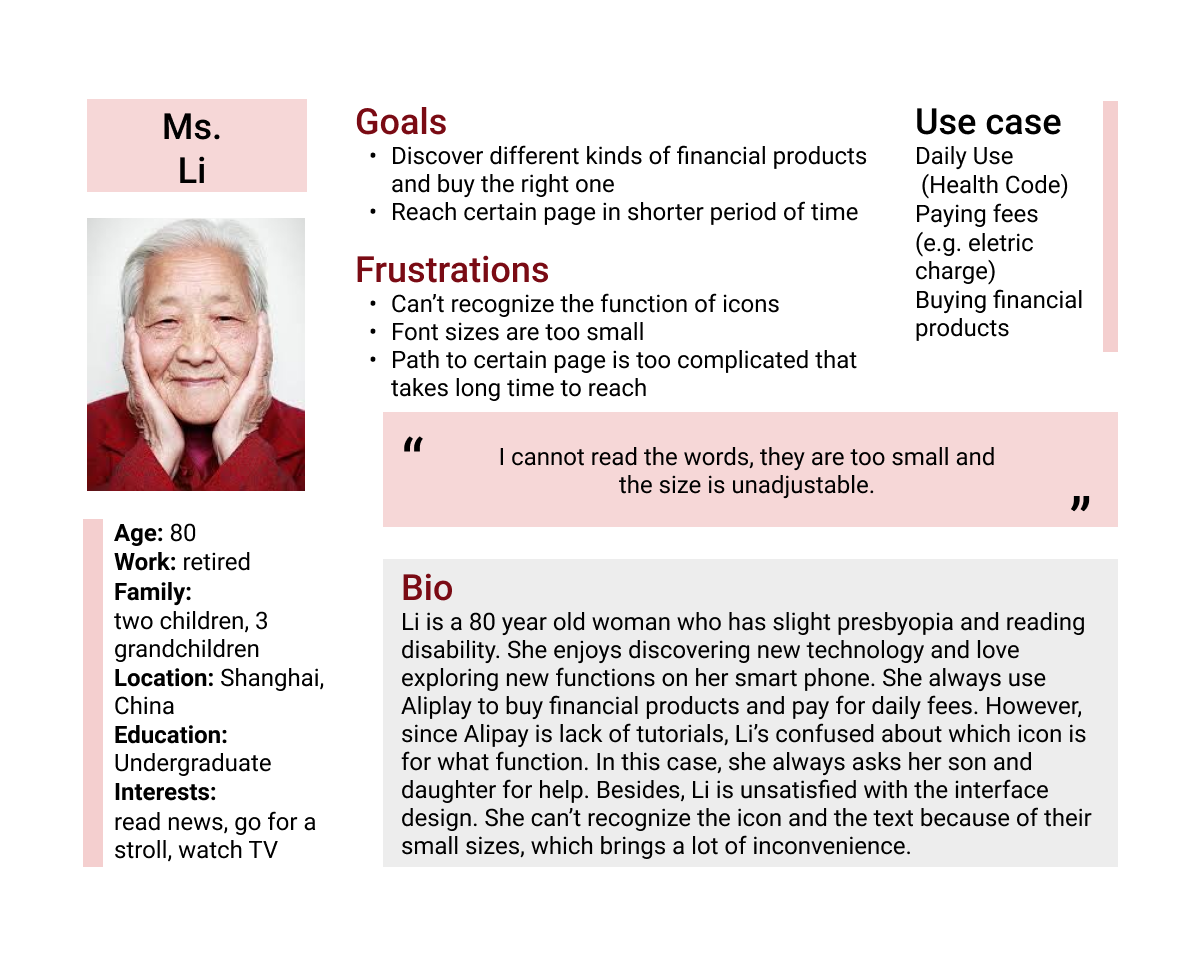 Ms.
Li
Goals
• Discover different kinds of financial products
and buy the right one
• Reach certain page in shorter period of time
Frustrations
• Can’t recognize the function of icons
• Font sizes are too small
• Path to certain page is too complicated that
takes long time to reach
Use case
Daily Use
(Health Code)
Paying fees
(e.g. eletric
charge)
Buying financial
products
“
I cannot read the words, they are too small and
the size is unadjustable.
”
Age: 80
Work: retired
Family:
two children, 3
grandchildren
Location: Shanghai,
China
Education:
Undergraduate
Interests:
read news, go for a
stroll, watch TV
Bio
Li is a 80 year old woman who has slight presbyopia and reading
disability. She enjoys discovering new technology and love
exploring new functions on her smart phone. She always use
Aliplay to buy financial products and pay for daily fees. However,
since Alipay is lack of tutorials, Li’s confused about which icon is
for what function. In this case, she always asks her son and
daughter for help. Besides, Li is unsatisfied with the interface
design. She can’t recognize the icon and the text because of their
small sizes, which brings a lot of inconvenience.